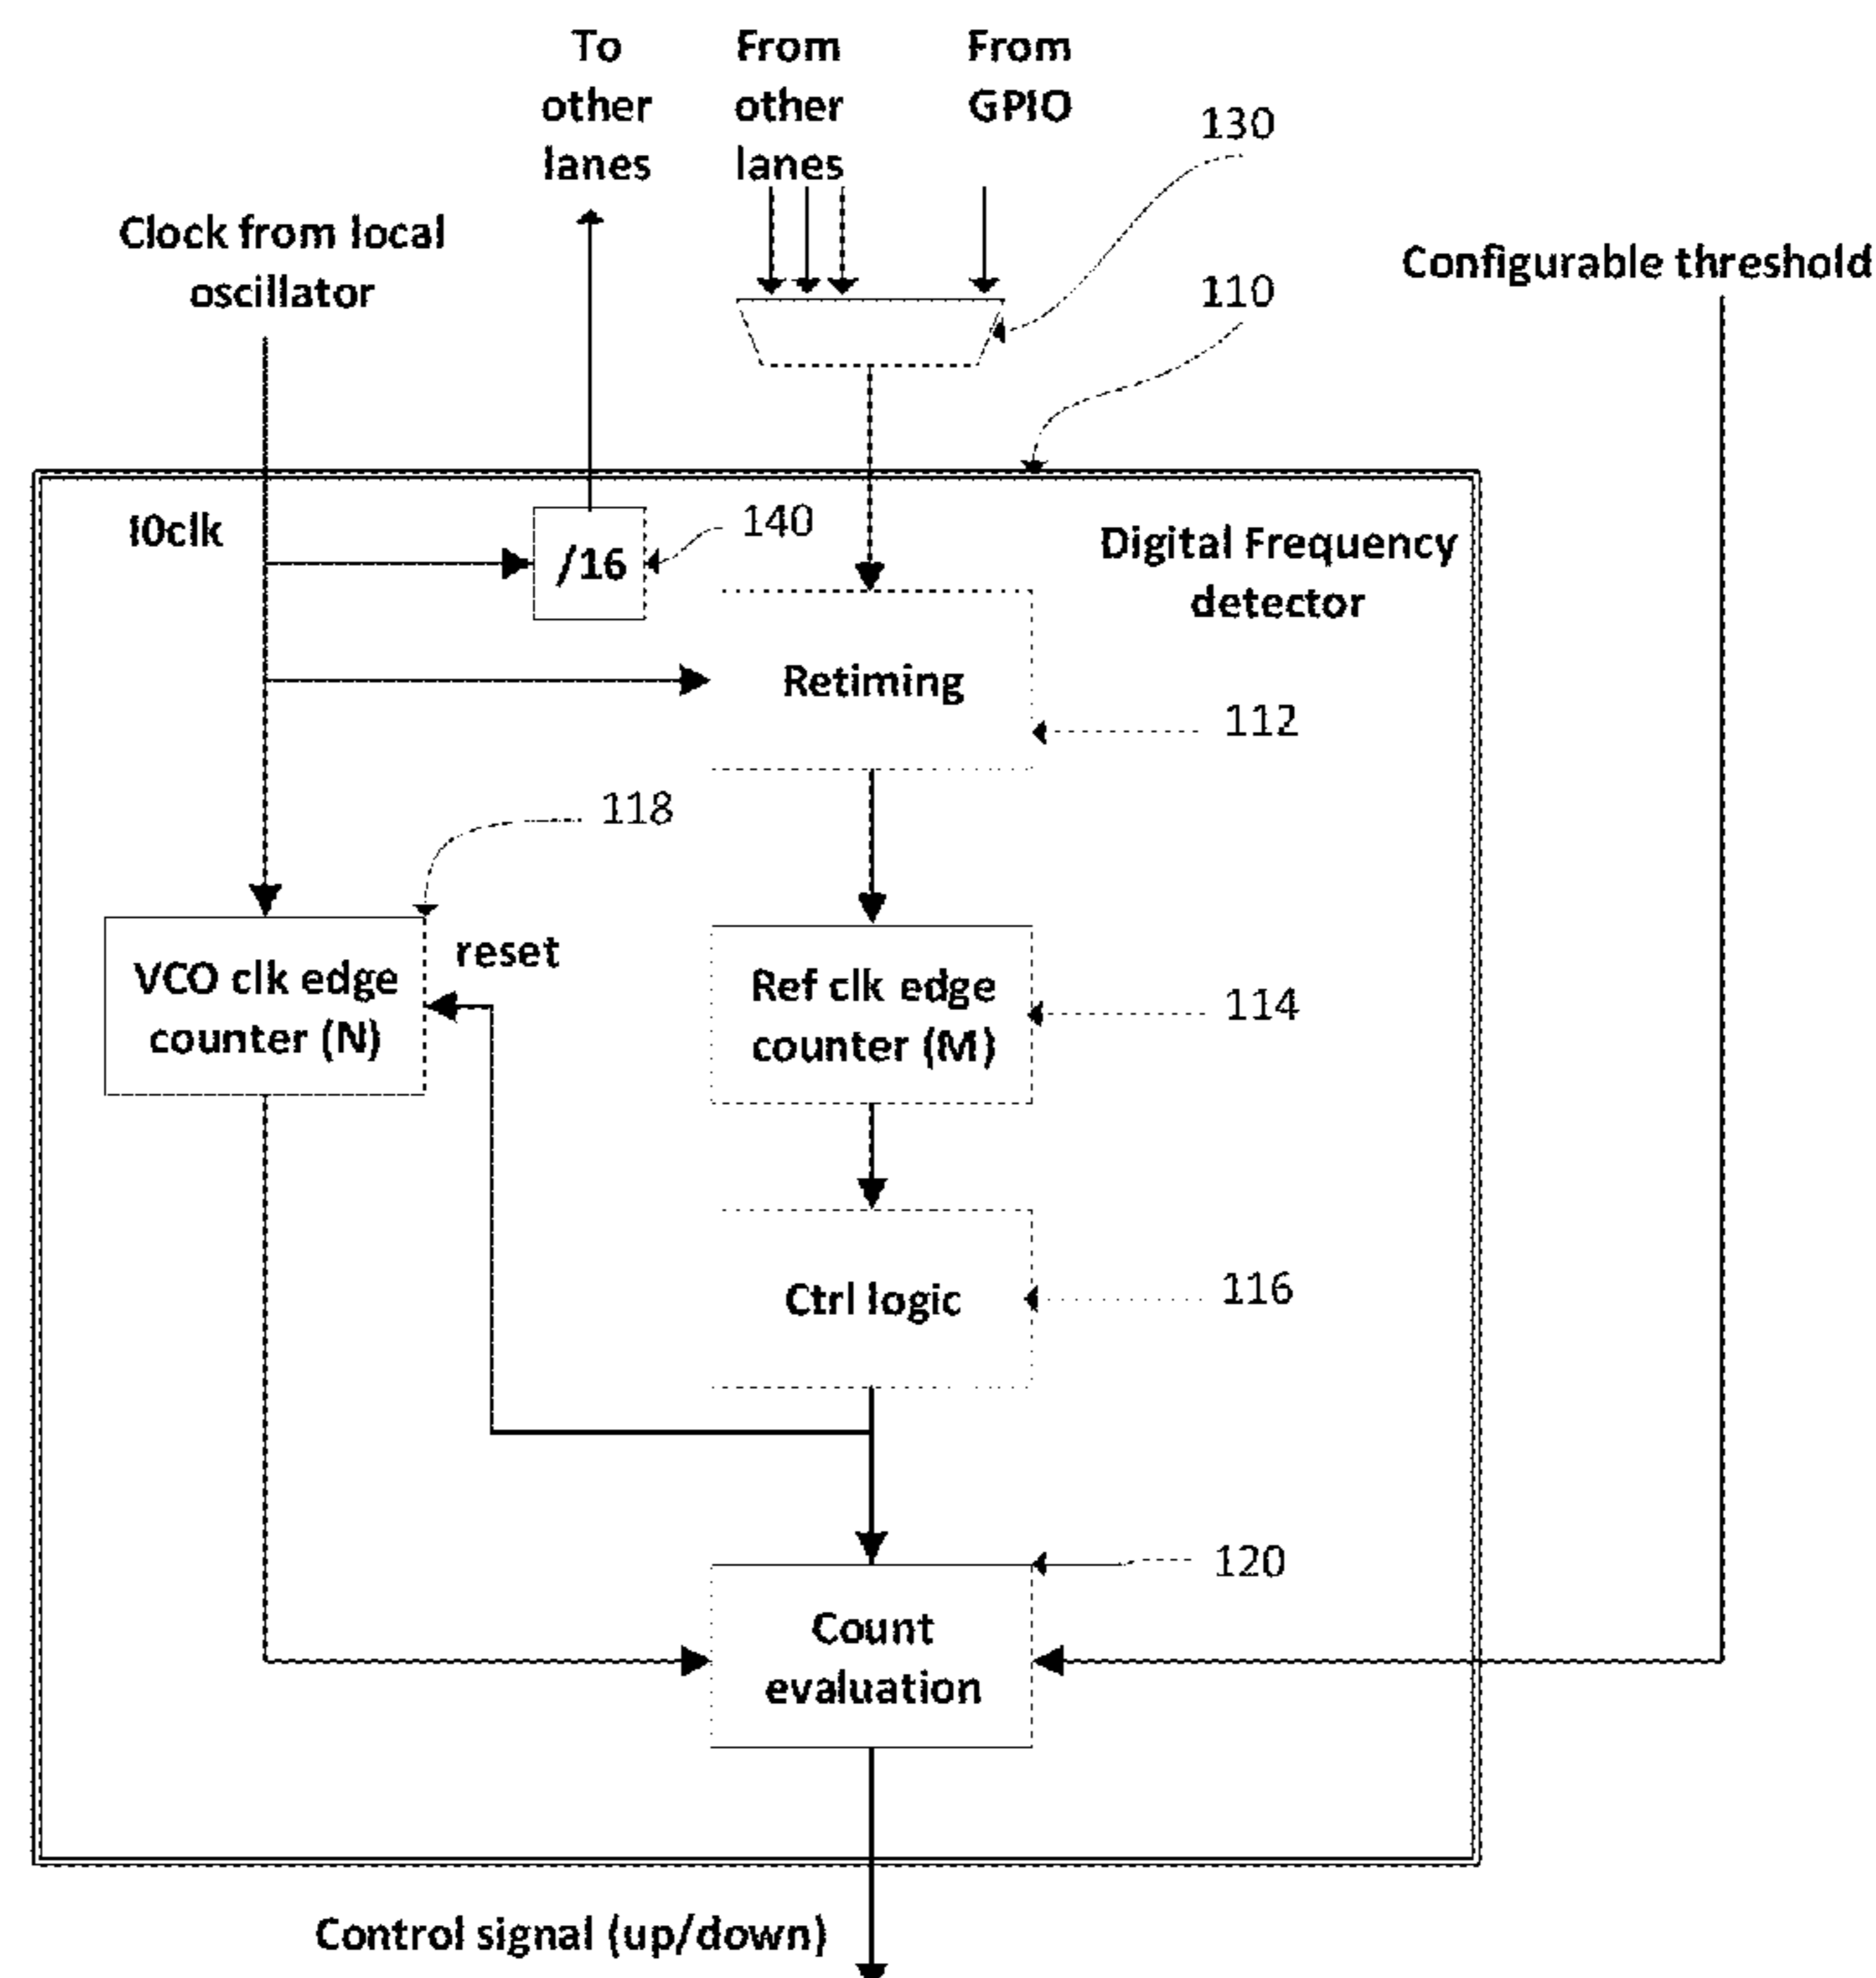 To
other
lanes
From
other
lanes
From
GPIO
130
Clock from local
oscillator
Configurable threshold
110
I0clk
/16
140
Digital Frequency
detector
Retiming
112
118
VCO clk edge
counter (N)
reset
Ref clk edge
counter (M)
114
Ctrl logic
116
120
Count
evaluation
Control signal (up/down)